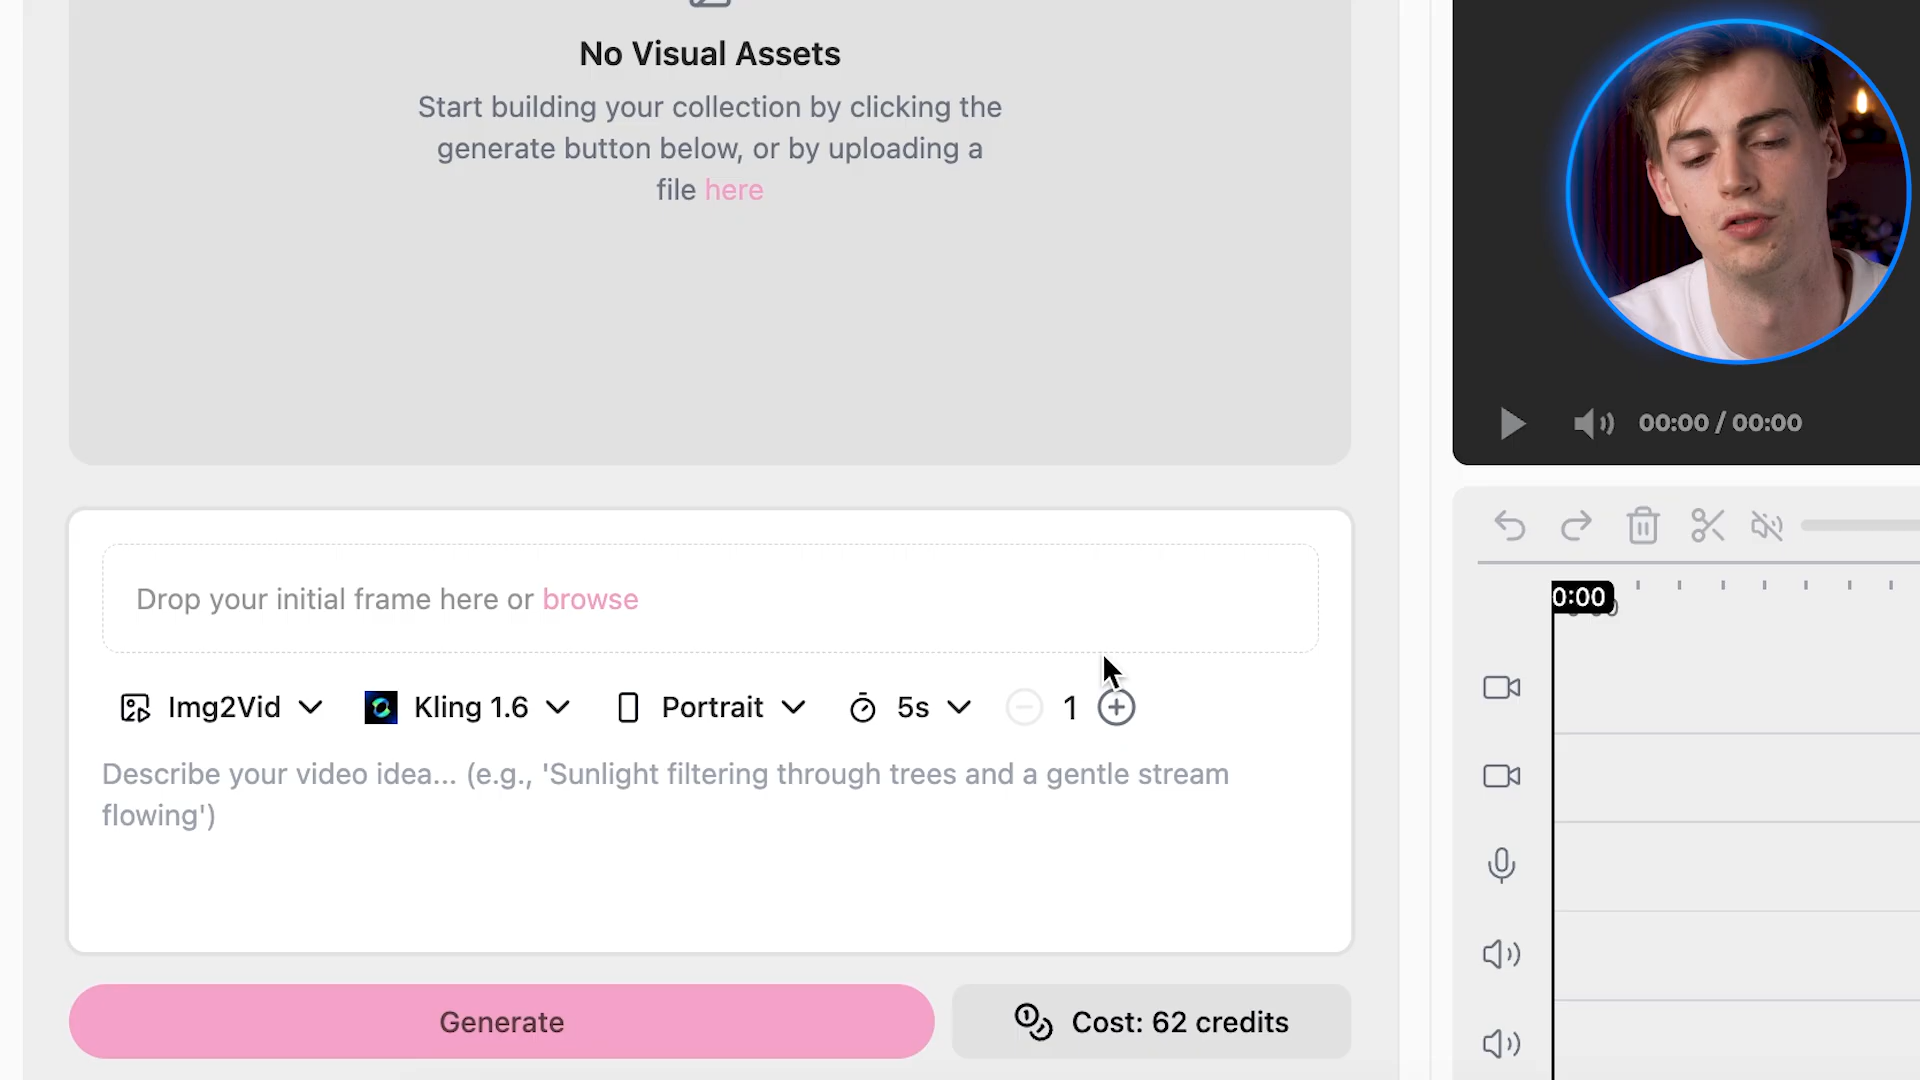 No Visual Assets
Start building your collection by clicking the
generate button below, or by uploading a
file here
00:00 / 00:00
Drop your initial frame here or browse
0:00
Img2Vid
Kling 1.6
Portrait
5s
1
Describe your video idea... (e.g., 'Sunlight filtering through trees and a gentle stream
flowing')
Generate
Cost: 62 credits